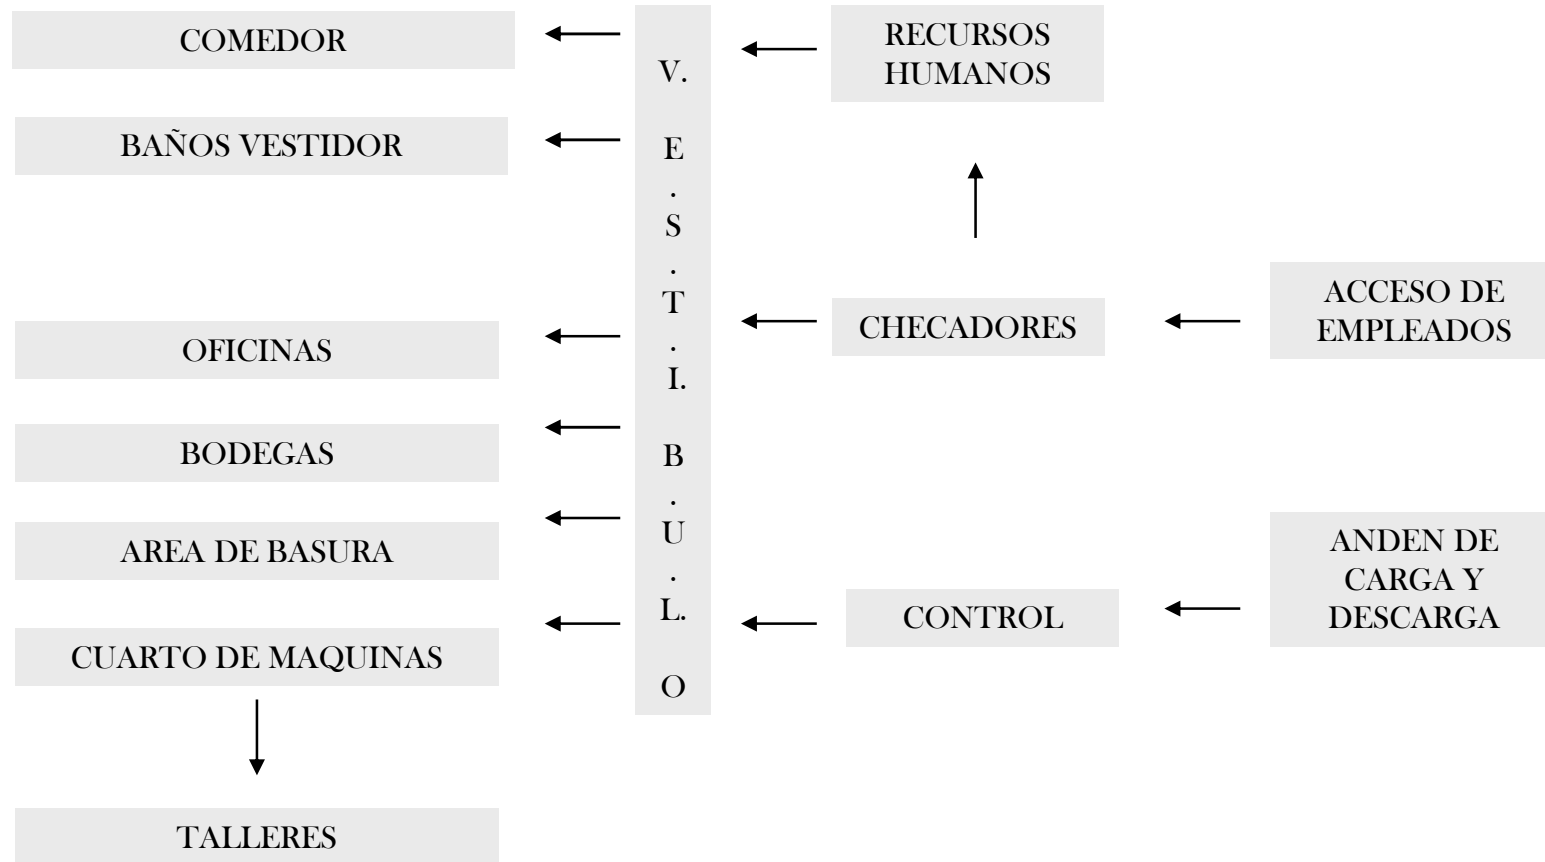 COMEDOR
BAÑOS VESTIDOR
OFICINAS
BODEGAS
AREA DE BASURA
CUARTO DE MAQUINAS
TALLERES
V.
E
.
S
.
T
.
I.
B
.
U
.
L.
O
RECURSOS
HUMANOS
CHECADORES
CONTROL
ACCESO DE
EMPLEADOS
ANDEN DE
CARGA Y
DESCARGA